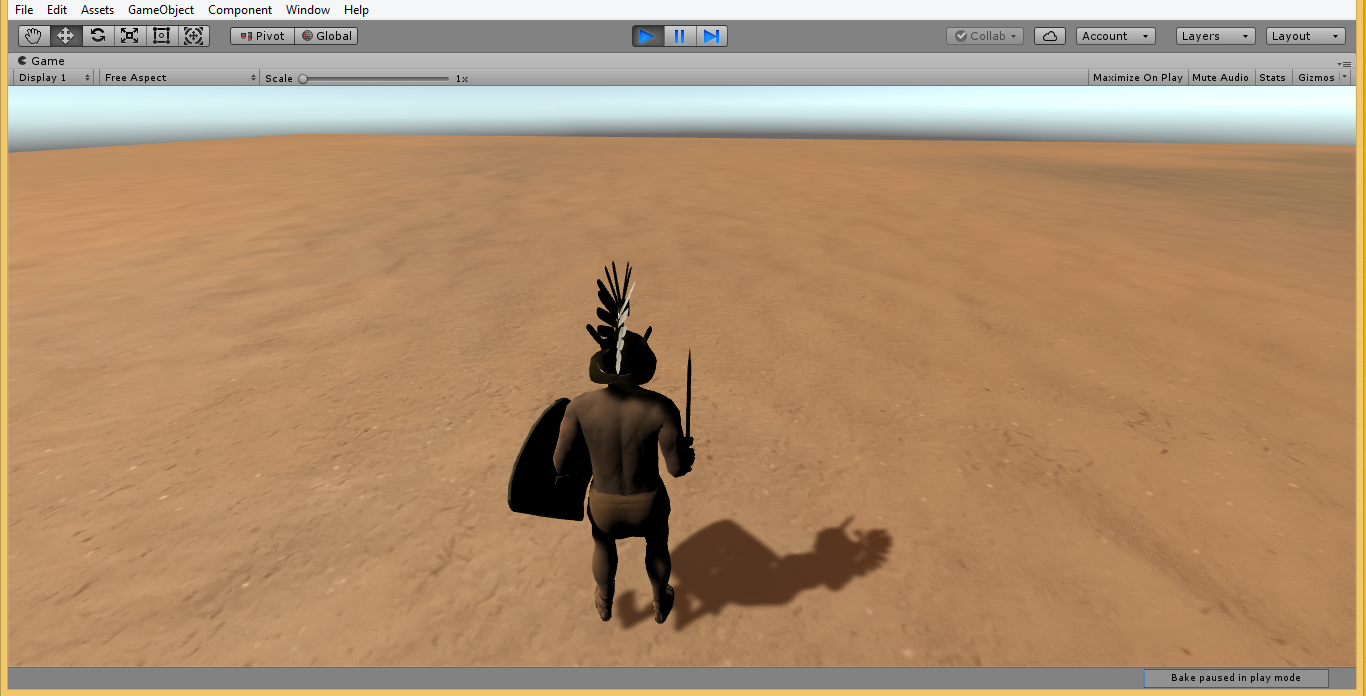 File Edit Assets GameObject Component Window Help
Pivot Global Collab Account Layers Layout
Game
Display 1 Free Aspect Scale 1x Maximize On Play Mute Audio Stats Gizmos
Bake paused in play mode